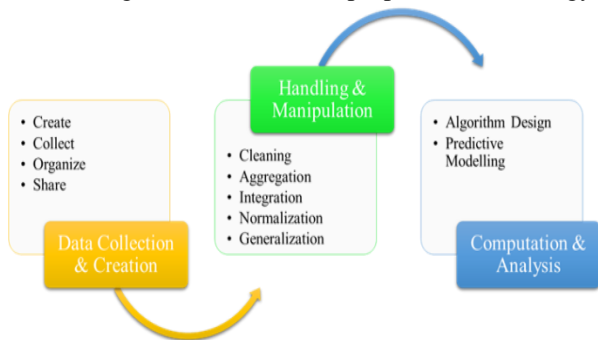 • Create
• Collect
• Organize
• Share
Data Collection
& Creation
Handling &
Manipulation
• Cleaning
• Aggregation
• Integration
• Normalization
• Generalization
• Algorithm Design
• Predictive
Modelling
Computation &
Analysis